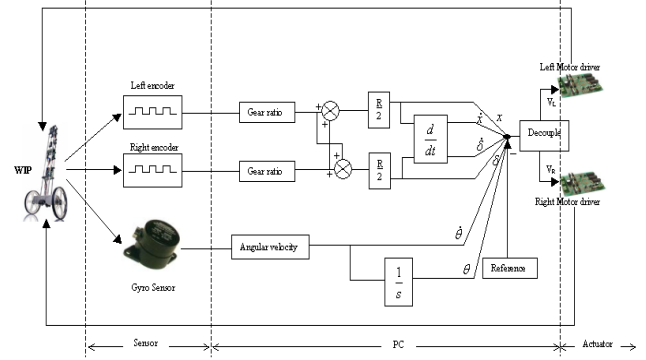 Left encoder
Right encoder
Gear ratio
Gear ratio
+
+
+
+
R
2
R
2
d
dt
x
ẋ
δ̇
δ
Left Motor driver
V_L
Decouple
V_R
Right Motor driver
WIP
Gyro Sensor
Angular velocity
θ̇
1
s
θ
−
Reference
Sensor
PC
Actuator